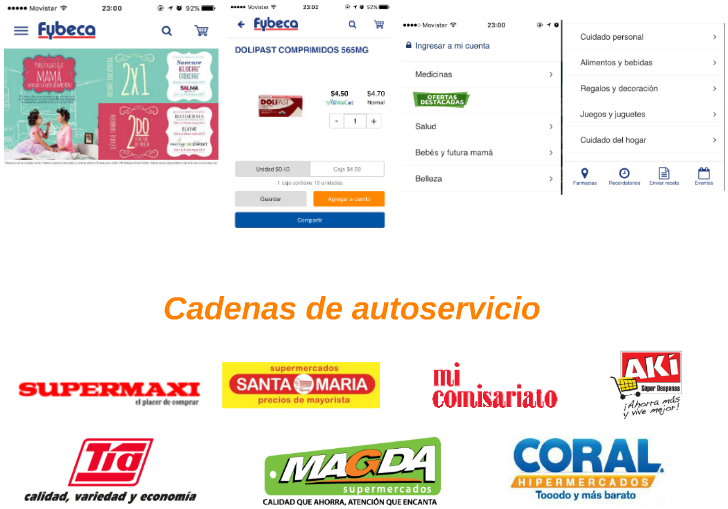 Movistar 23:00 92%
Fybeca
MAMÁ
2X1
SALMA
2DO
Movistar 23:02 92%
Fybeca
DOLIPAST COMPRIMIDOS 565MG
$4.50 $4.70
Normal
- 1 +
Unidad $0.45 Caja $4,50
1 caja contiene 10 unidades
Guardar Agregar a carrito
Compartir
Movistar 23:00
Ingresar a mi cuenta
Medicinas
OFERTAS
DESTACADAS
Salud
Bebés y futura mamá
Belleza
Cuidado personal
Alimentos y bebidas
Regalos y decoración
Juegos y juguetes
Cuidado del hogar
Farmacias Recordatorios Enviar receta Eventos
Cadenas de autoservicio
SUPERMAXI
el placer de comprar
supermercados
SANTA MARIA
precios de mayorista
mi
comisariato
AKÍ
Súper Despensa
¡Ahorra más
y vive mejor!
Tía
calidad, variedad y economía
MAGDA
supermercados
CALIDAD QUE AHORRA, ATENCIÓN QUE ENCANTA
CORAL
HIPERMERCADOS
Tooodo y más barato